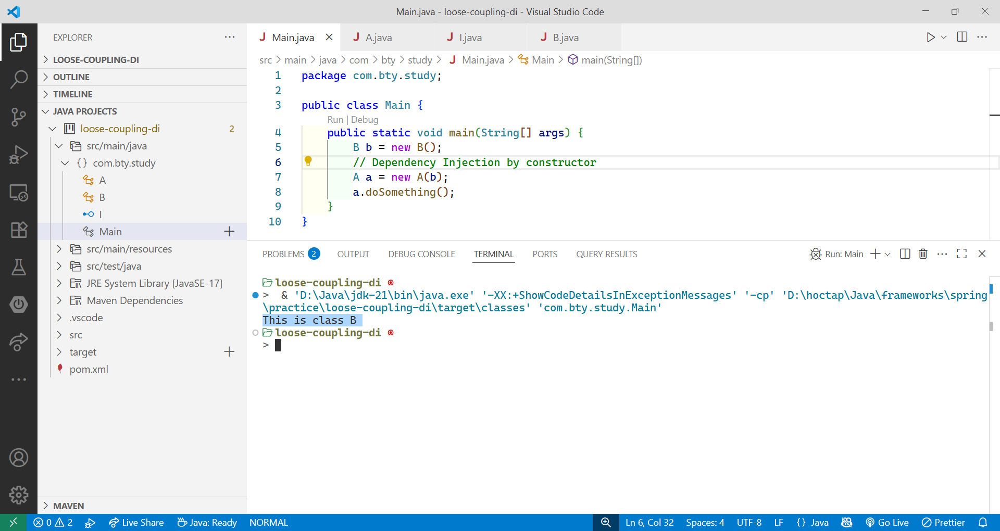 Main.java - loose-coupling-di - Visual Studio Code
EXPLORER
LOOSE-COUPLING-DI
OUTLINE
TIMELINE
JAVA PROJECTS
loose-coupling-di 2
src/main/java
{} com.bty.study
A
B
I
Main
src/main/resources
src/test/java
JRE System Library [JavaSE-17]
Maven Dependencies
.vscode
src
target
pom.xml
MAVEN
J Main.java J A.java J I.java J B.java
src > main > java > com > bty > study > J Main.java > Main > main(String[])
1 package com.bty.study;
2
3 public class Main {
Run | Debug
4 public static void main(String[] args) {
5 B b = new B();
6 // Dependency Injection by constructor
7 A a = new A(b);
8 a.doSomething();
9 }
10 }
PROBLEMS 2 OUTPUT DEBUG CONSOLE TERMINAL PORTS QUERY RESULTS Run: Main
loose-coupling-di
> & 'D:\Java\jdk-21\bin\java.exe' '-XX:+ShowCodeDetailsInExceptionMessages' '-cp' 'D:\hoctap\Java\frameworks\spring
\practice\loose-coupling-di\target\classes' 'com.bty.study.Main'
This is class B
loose-coupling-di
>
0 2 Live Share Java: Ready NORMAL Ln 6, Col 32 Spaces: 4 UTF-8 LF {} Java Go Live Prettier